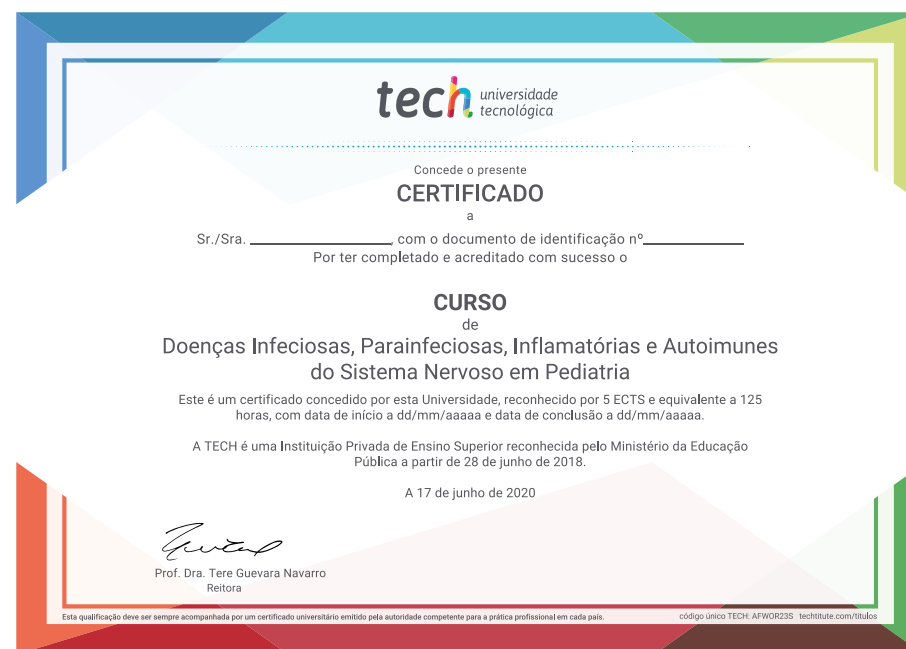 tech universidade
tecnológica
Concede o presente
CERTIFICADO
a
Sr./Sra. ____________________, com o documento de identificação nº______________
Por ter completado e acreditado com sucesso o
CURSO
de
Doenças Infeciosas, Parainfeciosas, Inflamatórias e Autoimunes
do Sistema Nervoso em Pediatria
Este é um certificado concedido por esta Universidade, reconhecido por 5 ECTS e equivalente a 125
horas, com data de início a dd/mm/aaaaa e data de conclusão a dd/mm/aaaaa.
A TECH é uma Instituição Privada de Ensino Superior reconhecida pelo Ministério da Educação
Pública a partir de 28 de junho de 2018.
A 17 de junho de 2020
Prof. Dra. Tere Guevara Navarro
Reitora
Esta qualificação deve ser sempre acompanhada por um certificado universitário emitido pela autoridade competente para a prática profissional em cada país.
código único TECH: AFWOR23S techtitute.com/titulos